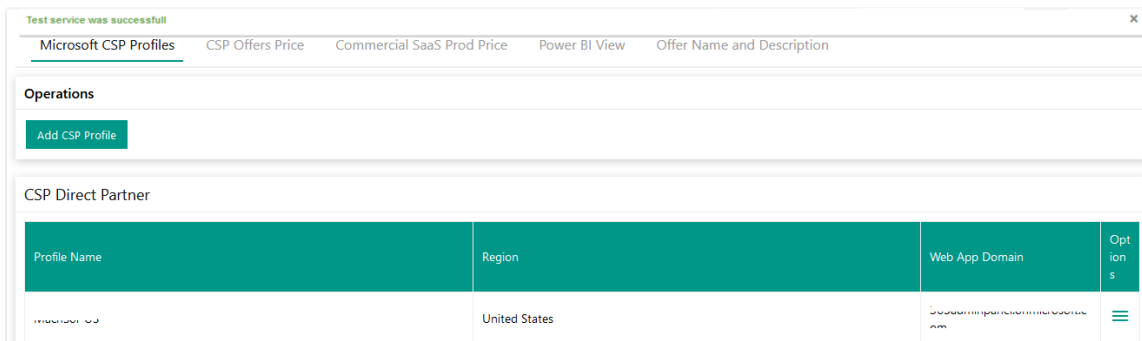 Test service was successfull
Microsoft CSP Profiles CSP Offers Price Commercial SaaS Prod Price Power BI View Offer Name and Description
Operations
Add CSP Profile
CSP Direct Partner
Profile Name Region Web App Domain Opt
ion
s
United States